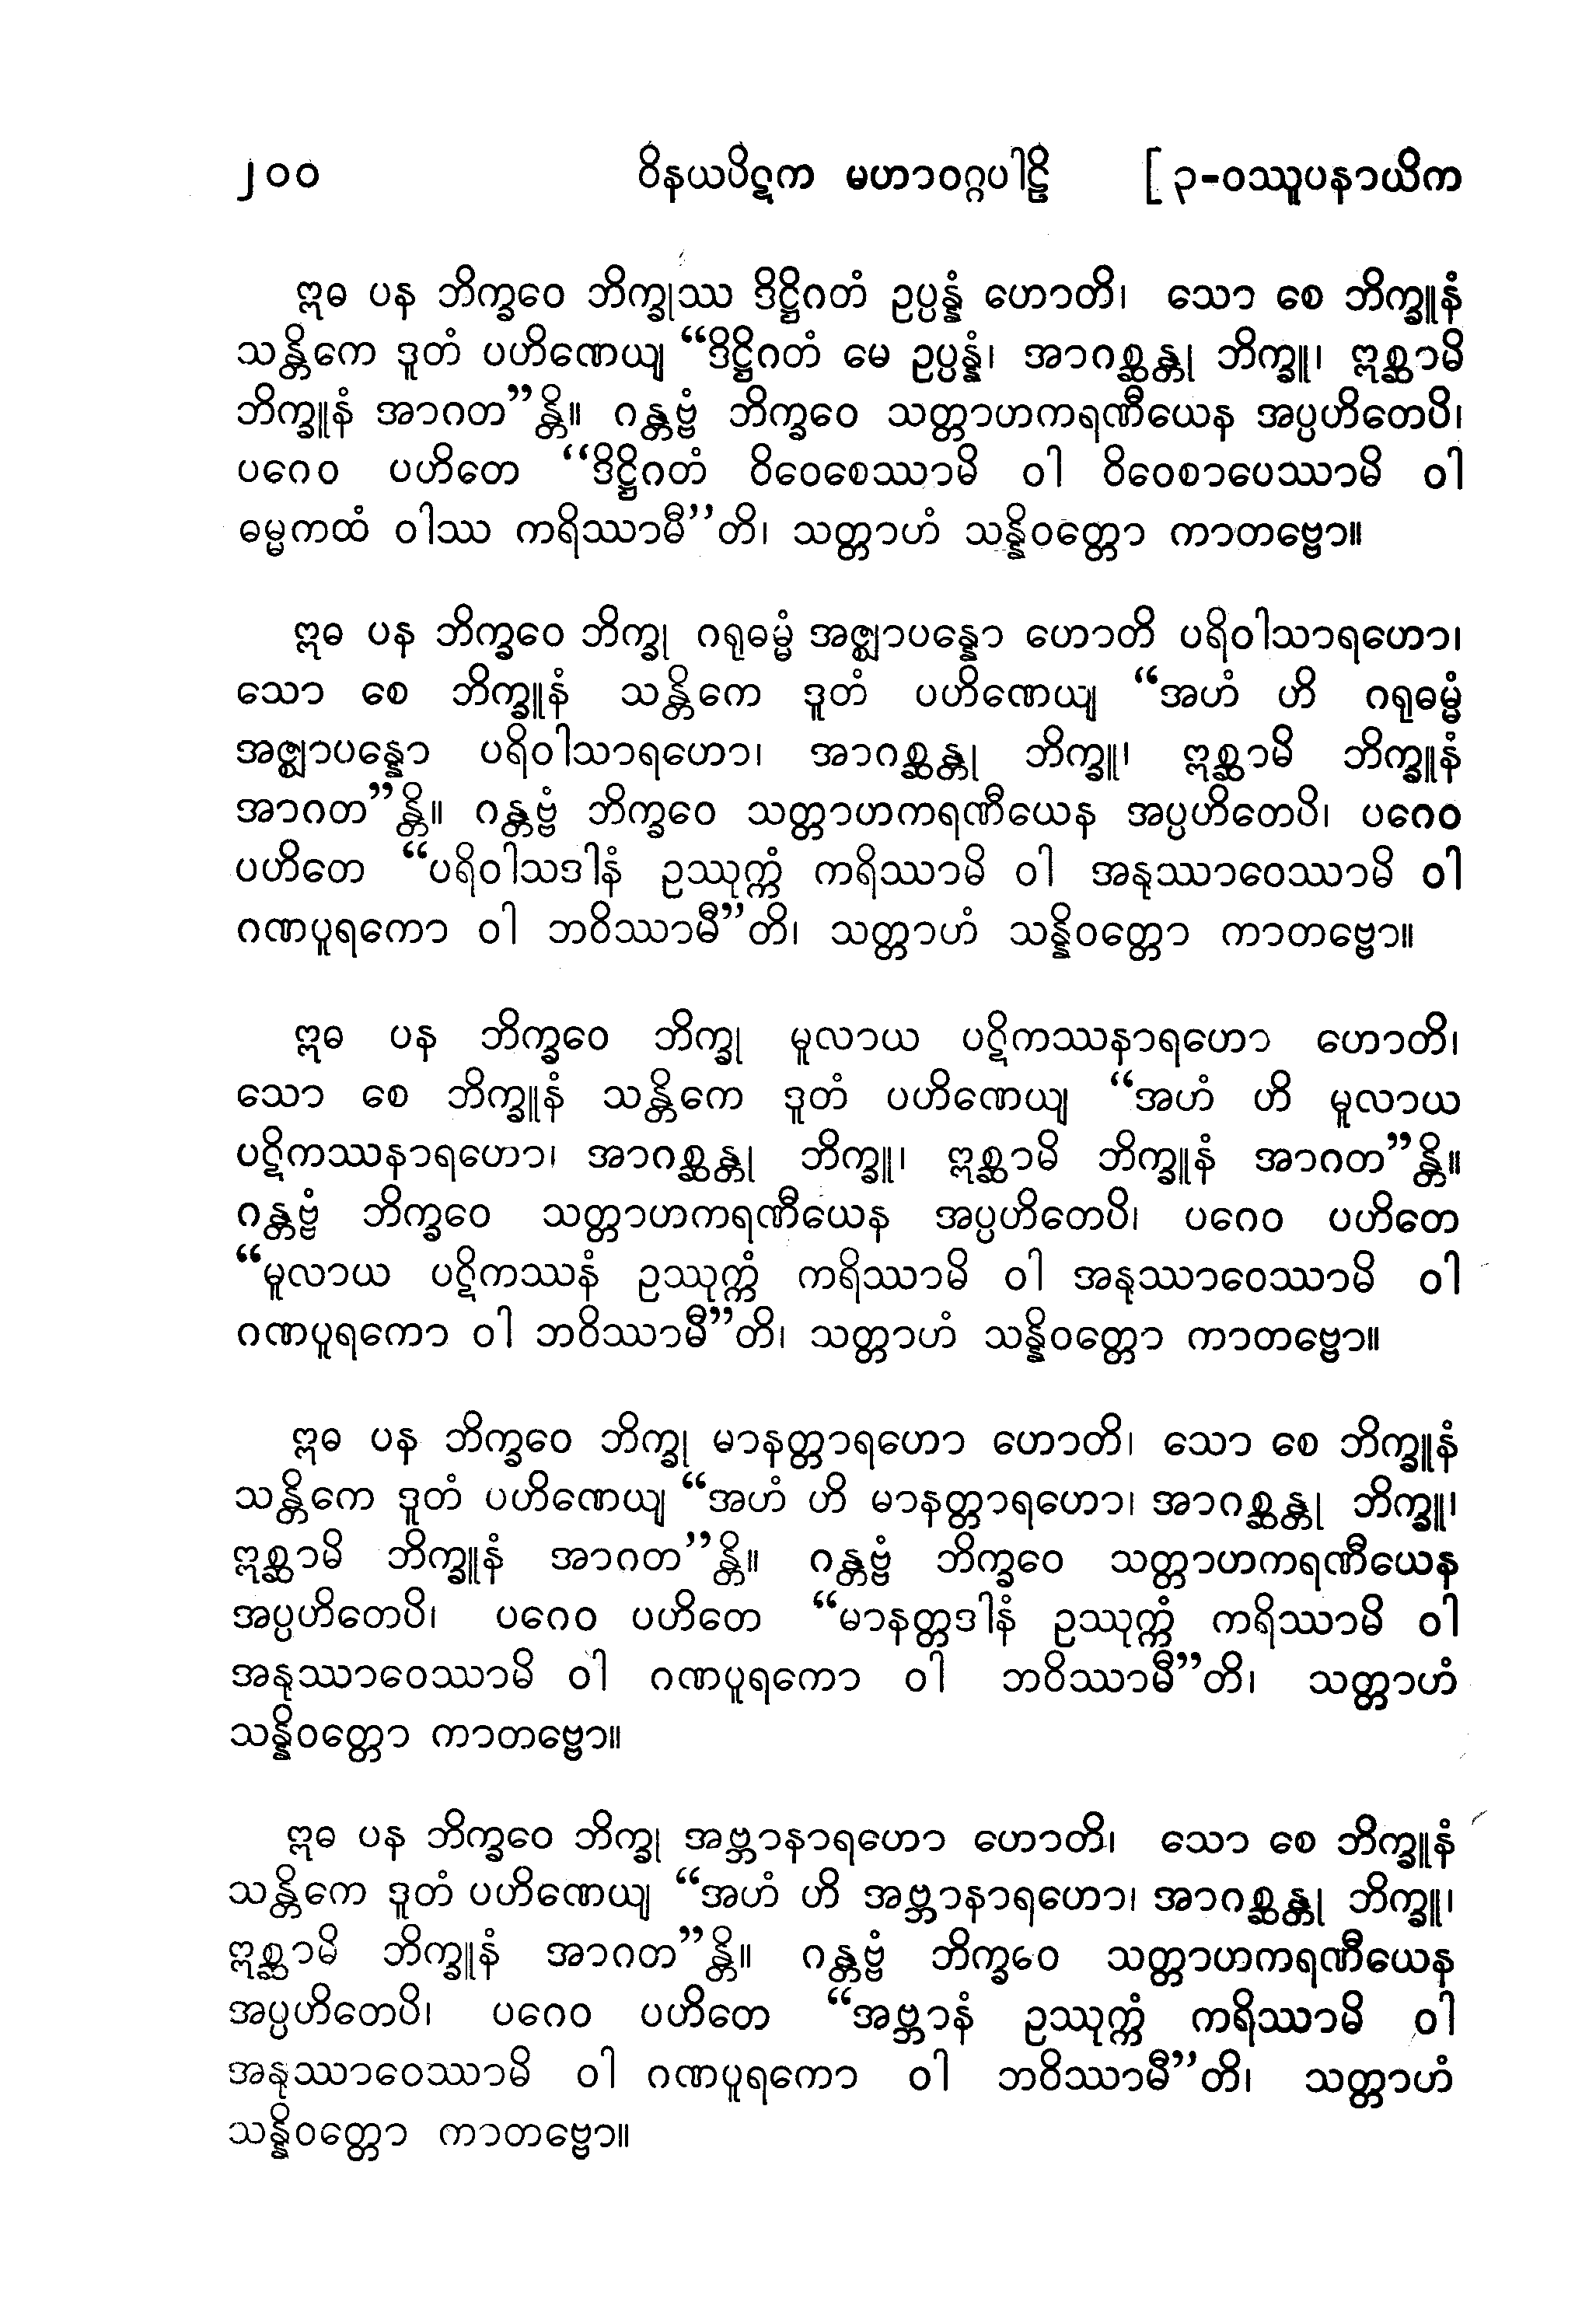 ၂၀၀ ဝိနယပိဋက မဟာဝဂ္ဂပါဠိ [ ၃-ဝဿူပနာယိက
ဣဓ ပန ဘိက္ခဝေ ဘိက္ခုဿ ဒိဋ္ဌိဂတံ ဥပ္ပန္နံ ဟောတိ၊ သော စေ ဘိက္ခူနံ
သန္တိကေ ဒူတံ ပဟိဏေယျ “ဒိဋ္ဌိဂတံ မေ ဥပ္ပန္နံ၊ အာဂစ္ဆန္တု ဘိက္ခူ၊ ဣစ္ဆာမိ
ဘိက္ခူနံ အာဂတ”န္တိ။ ဂန္တဗ္ဗံ ဘိက္ခဝေ သတ္တာဟကရဏီယေန အပ္ပဟိတေပိ၊
ပဂေဝ ပဟိတေ “ဒိဋ္ဌိဂတံ ဝိဝေစေဿာမိ ဝါ ဝိဝေစာပေဿာမိ ဝါ
ဓမ္မကထံ ဝါဿ ကရိဿာမီ”တိ၊ သတ္တာဟံ သန္နိဝတ္တော ကာတဗ္ဗော။
ဣဓ ပန ဘိက္ခဝေ ဘိက္ခု ဂရုဓမ္မံ အဇ္ဈာပန္နော ဟောတိ ပရိဝါသာရဟော၊
သော စေ ဘိက္ခူနံ သန္တိကေ ဒူတံ ပဟိဏေယျ “အဟံ ဟိ ဂရုဓမ္မံ
အဇ္ဈာပန္နော ပရိဝါသာရဟော၊ အာဂစ္ဆန္တု ဘိက္ခူ၊ ဣစ္ဆာမိ ဘိက္ခူနံ
အာဂတ”န္တိ။ ဂန္တဗ္ဗံ ဘိက္ခဝေ သတ္တာဟကရဏီယေန အပ္ပဟိတေပိ၊ ပဂေဝ
ပဟိတေ “ပရိဝါသဒါနံ ဥဿုက္ကံ ကရိဿာမိ ဝါ အနုဿာဝေဿာမိ ဝါ
ဂဏပူရကော ဝါ ဘဝိဿာမီ”တိ၊ သတ္တာဟံ သန္နိဝတ္တော ကာတဗ္ဗော။
ဣဓ ပန ဘိက္ခဝေ ဘိက္ခု မူလာယ ပဋိကဿနာရဟော ဟောတိ၊
သော စေ ဘိက္ခူနံ သန္တိကေ ဒူတံ ပဟိဏေယျ “အဟံ ဟိ မူလာယ
ပဋိကဿနာရဟော၊ အာဂစ္ဆန္တု ဘိက္ခူ၊ ဣစ္ဆာမိ ဘိက္ခူနံ အာဂတ”န္တိ။
ဂန္တဗ္ဗံ ဘိက္ခဝေ သတ္တာဟကရဏီယေန အပ္ပဟိတေပိ၊ ပဂေဝ ပဟိတေ
“မူလာယ ပဋိကဿနံ ဥဿုက္ကံ ကရိဿာမိ ဝါ အနုဿာဝေဿာမိ ဝါ
ဂဏပူရကော ဝါ ဘဝိဿာမီ”တိ၊ သတ္တာဟံ သန္နိဝတ္တော ကာတဗ္ဗော။
ဣဓ ပန ဘိက္ခဝေ ဘိက္ခု မာနတ္တာရဟော ဟောတိ၊ သော စေ ဘိက္ခူနံ
သန္တိကေ ဒူတံ ပဟိဏေယျ “အဟံ ဟိ မာနတ္တာရဟော၊ အာဂစ္ဆန္တု ဘိက္ခူ၊
ဣစ္ဆာမိ ဘိက္ခူနံ အာဂတ”န္တိ။ ဂန္တဗ္ဗံ ဘိက္ခဝေ သတ္တာဟကရဏီယေန
အပ္ပဟိတေပိ၊ ပဂေဝ ပဟိတေ “မာနတ္တဒါနံ ဥဿုက္ကံ ကရိဿာမိ ဝါ
အနုဿာဝေဿာမိ ဝါ ဂဏပူရကော ဝါ ဘဝိဿာမီ”တိ၊ သတ္တာဟံ
သန္နိဝတ္တော ကာတဗ္ဗော။
ဣဓ ပန ဘိက္ခဝေ ဘိက္ခု အဗ္ဘာနာရဟော ဟောတိ၊ သော စေ ဘိက္ခူနံ
သန္တိကေ ဒူတံ ပဟိဏေယျ “အဟံ ဟိ အဗ္ဘာနာရဟော၊ အာဂစ္ဆန္တု ဘိက္ခူ၊
ဣစ္ဆာမိ ဘိက္ခူနံ အာဂတ”န္တိ။ ဂန္တဗ္ဗံ ဘိက္ခဝေ သတ္တာဟကရဏီယေန
အပ္ပဟိတေပိ၊ ပဂေဝ ပဟိတေ “အဗ္ဘာနံ ဥဿုက္ကံ ကရိဿာမိ ဝါ
အနုဿာဝေဿာမိ ဝါ ဂဏပူရကော ဝါ ဘဝိဿာမီ”တိ၊ သတ္တာဟံ
သန္နိဝတ္တော ကာတဗ္ဗော။